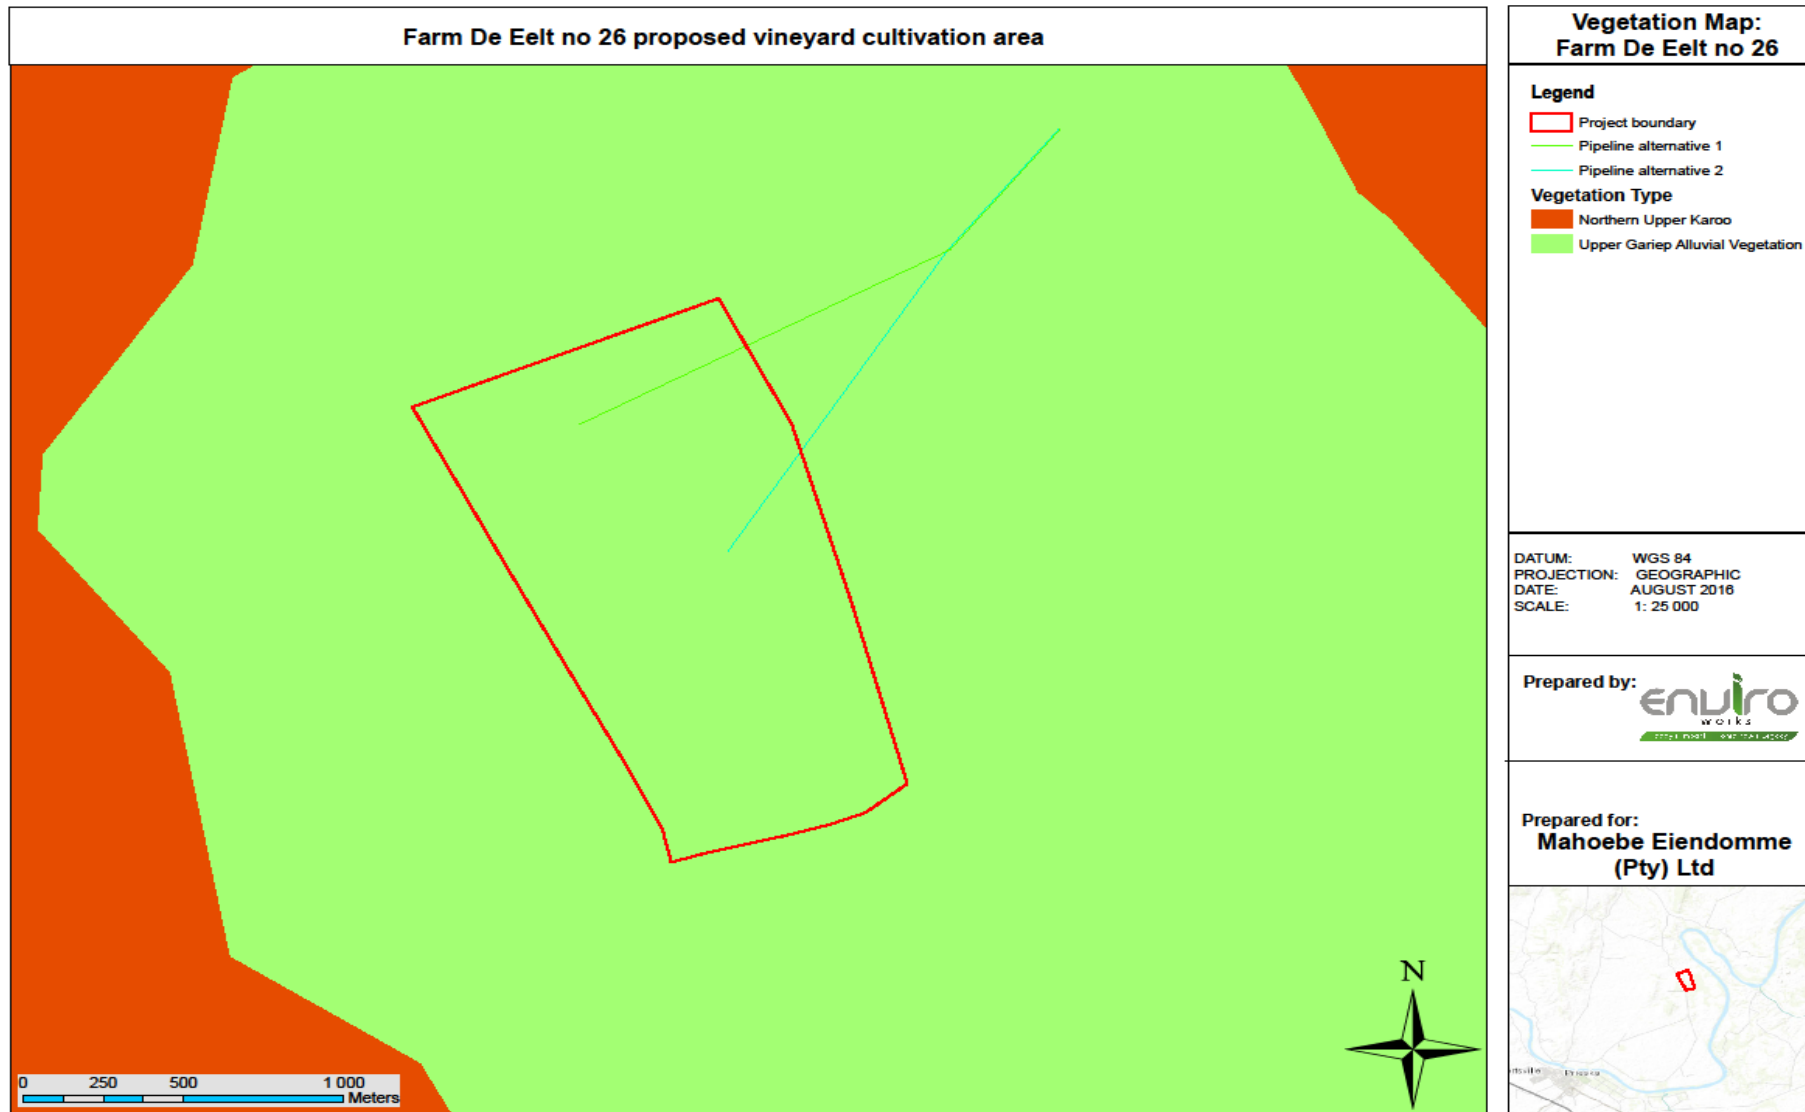 Farm De Eelt no 26 proposed vineyard cultivation area
Vegetation Map:
Farm De Eelt no 26
Legend
Project boundary
Pipeline alternative 1
Pipeline alternative 2
Vegetation Type
Northern Upper Karoo
Upper Gariep Alluvial Vegetation
DATUM: WGS 84
PROJECTION: GEOGRAPHIC
DATE: AUGUST 2016
SCALE: 1: 25 000
Prepared by:
enviro
works
Prepared for:
Mahoebe Eiendomme
(Pty) Ltd
N
0 250 500 1 000
Meters
Prieska